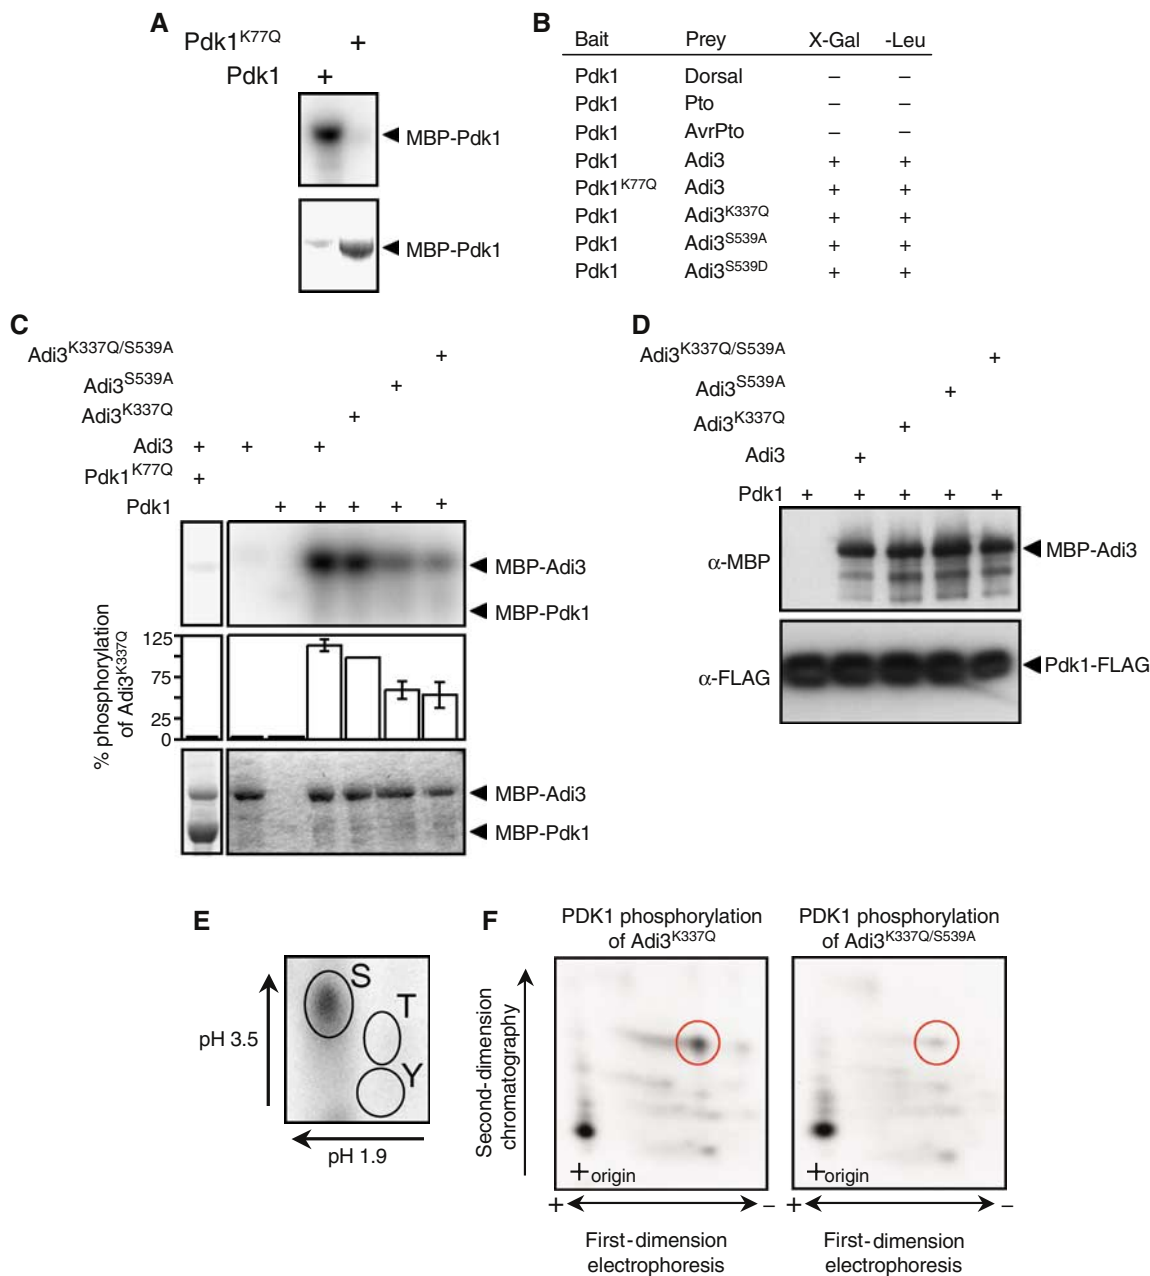 A
Pdk1K77Q +
Pdk1 +
MBP-Pdk1
MBP-Pdk1
B
Bait Prey X-Gal -Leu
Pdk1 Dorsal – –
Pdk1 Pto – –
Pdk1 AvrPto – –
Pdk1 Adi3 + +
Pdk1K77Q Adi3 + +
Pdk1 Adi3K337Q + +
Pdk1 Adi3S539A + +
Pdk1 Adi3S539D + +
C
Adi3K337Q/S539A +
Adi3S539A +
Adi3K337Q +
Adi3 + + +
Pdk1K77Q +
Pdk1 + + + + +
MBP-Adi3
MBP-Pdk1
% phosphorylation
of Adi3K337Q
125
75
25
0
MBP-Adi3
MBP-Pdk1
D
Adi3K337Q/S539A +
Adi3S539A +
Adi3K337Q +
Adi3 +
Pdk1 + + + + +
α-MBP
MBP-Adi3
α-FLAG
Pdk1-FLAG
E
S
T
Y
pH 3.5
pH 1.9
F
PDK1 phosphorylation
of Adi3K337Q
PDK1 phosphorylation
of Adi3K337Q/S539A
Second-dimension
chromatography
+origin
+origin
+ –
+ –
First-dimension
electrophoresis
First-dimension
electrophoresis